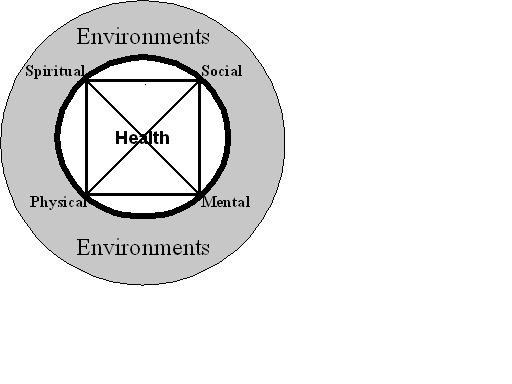 Environments
Spiritual Social
Health
Physical Mental
Environments